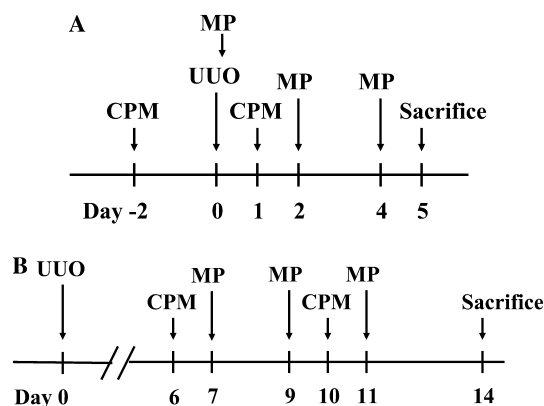 A
MP
UUO
MP
MP
CPM
CPM
Sacrifice
Day -2 0 1 2 4 5
B
UUO
MP
MP
MP
CPM
CPM
Sacrifice
Day 0 6 7 9 10 11 14